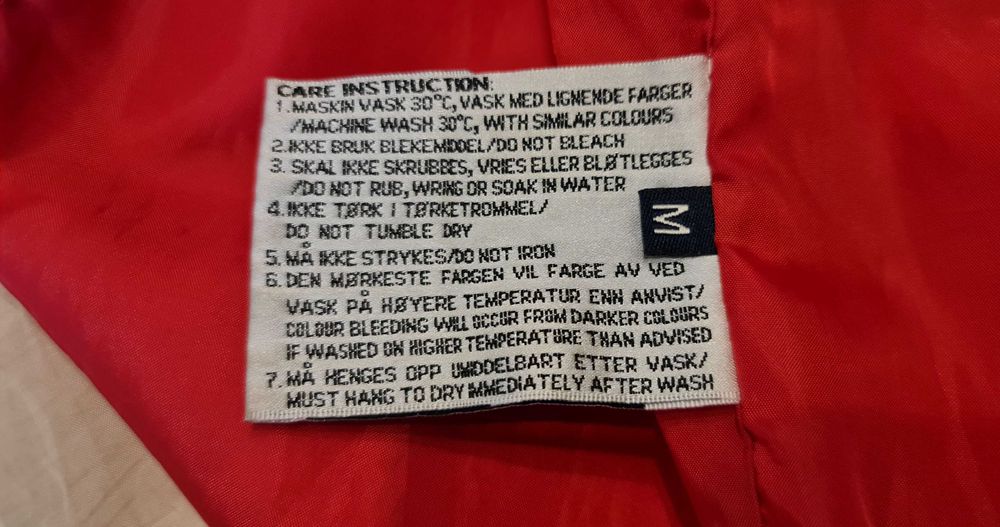 CARE INSTRUCTION:
1.MASKIN VASK 30°C, VASK MED LIGNENDE FARGER
/MACHINE WASH 30°C, WITH SIMILAR COLOURS
2.IKKE BRUK BLEKEMIDDEL/DO NOT BLEACH
3. SKAL IKKE SKRUBBES, VRIES ELLER BLØTLEGGES
/DO NOT RUB, WRING OR SOAK IN WATER
4.IKKE TØRK I TØRKETROMMEL/
DO NOT TUMBLE DRY
M
5. MÅ IKKE STRYKES/DO NOT IRON
6.DEN MØRKESTE FARGEN VIL FARGE AV VED
VASK PÅ HØYERE TEMPERATUR ENN ANVIST/
COLOUR BLEEDING WILL OCCUR FROM DARKER COLOURS
IF WASHED ON HIGHER TEMPERATURE THAN ADVISED
7.MÅ HENGES OPP UMIDDELBART ETTER VASK/
MUST HANG TO DRY IMMEDIATELY AFTER WASH